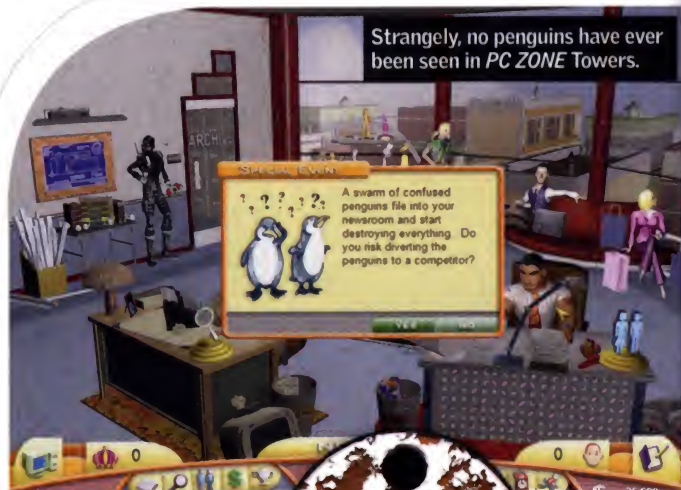 Strangely, no penguins have ever
been seen in PC ZONE Towers.
ARCHI
SPECIAL EVENT
A swarm of confused
penguins file into your
newsroom and start
destroying everything. Do
you risk diverting the
penguins to a competitor?
YES NO
0
0